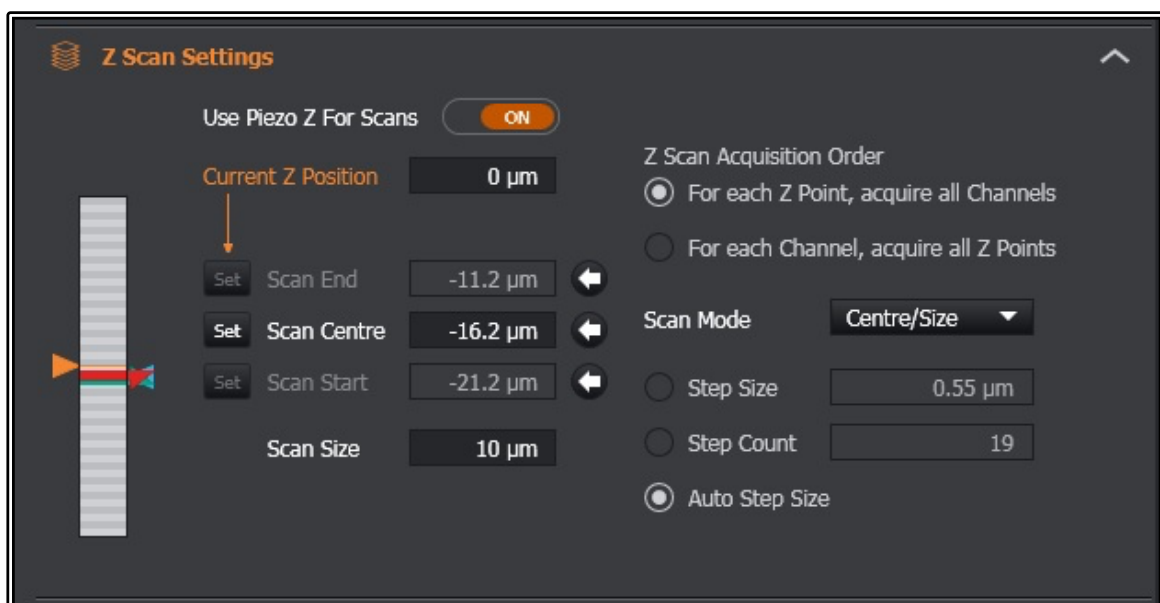 Z Scan Settings
Use Piezo Z For Scans ON
Current Z Position 0 µm
Set Scan End -11.2 µm
Set Scan Centre -16.2 µm
Set Scan Start -21.2 µm
Scan Size 10 µm
Z Scan Acquisition Order
For each Z Point, acquire all Channels
For each Channel, acquire all Z Points
Scan Mode Centre/Size
Step Size 0.55 µm
Step Count 19
Auto Step Size